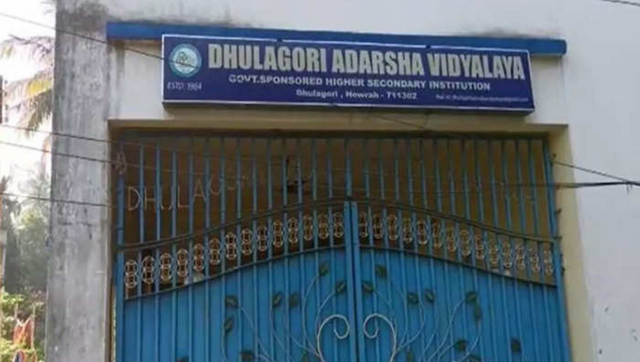 DHULAGORI ADARSHA VIDYALAYA
ESTD: 1964
GOVT.SPONSORED HIGHER SECONDARY INSTITUTION
Dhulagori , Howrah - 711302
DHULAGORI